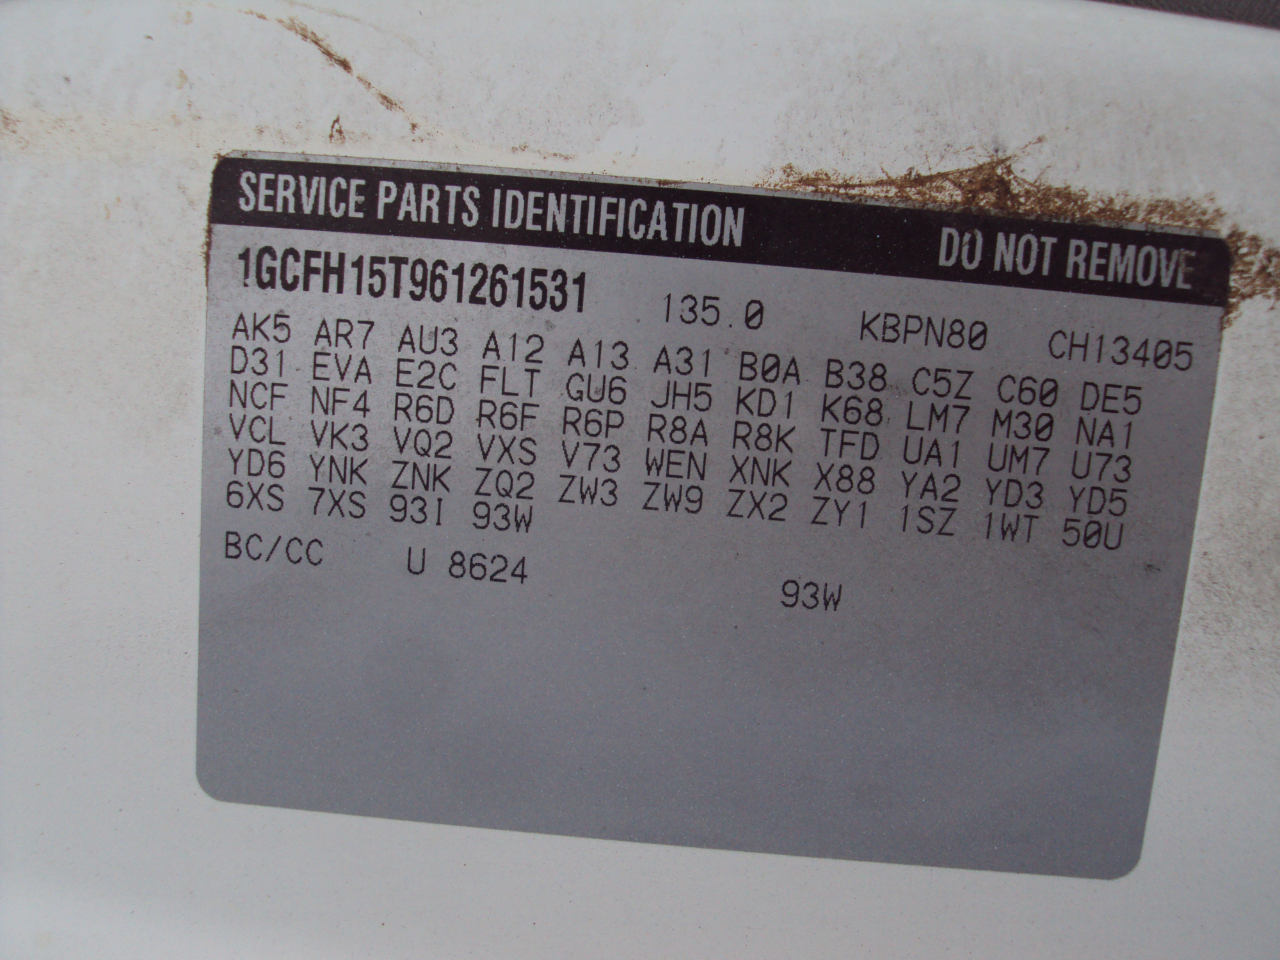 SERVICE PARTS IDENTIFICATION DO NOT REMOVE
1GCFH15T961261531 135.0 KBPN80 CH13405
AK5 AR7 AU3 A12 A13 A31 B0A B38 C5Z C60 DE5
D31 EVA E2C FLT GU6 JH5 KD1 K68 LM7 M30 NA1
NCF NF4 R6D R6F R6P R8A R8K TFD UA1 UM7 U73
VCL VK3 VQ2 VXS V73 WEN XNK X88 YA2 YD3 YD5
YD6 YNK ZNK ZQ2 ZW3 ZW9 ZX2 ZY1 1SZ 1WT 50U
6XS 7XS 93I 93W
BC/CC U 8624 93W